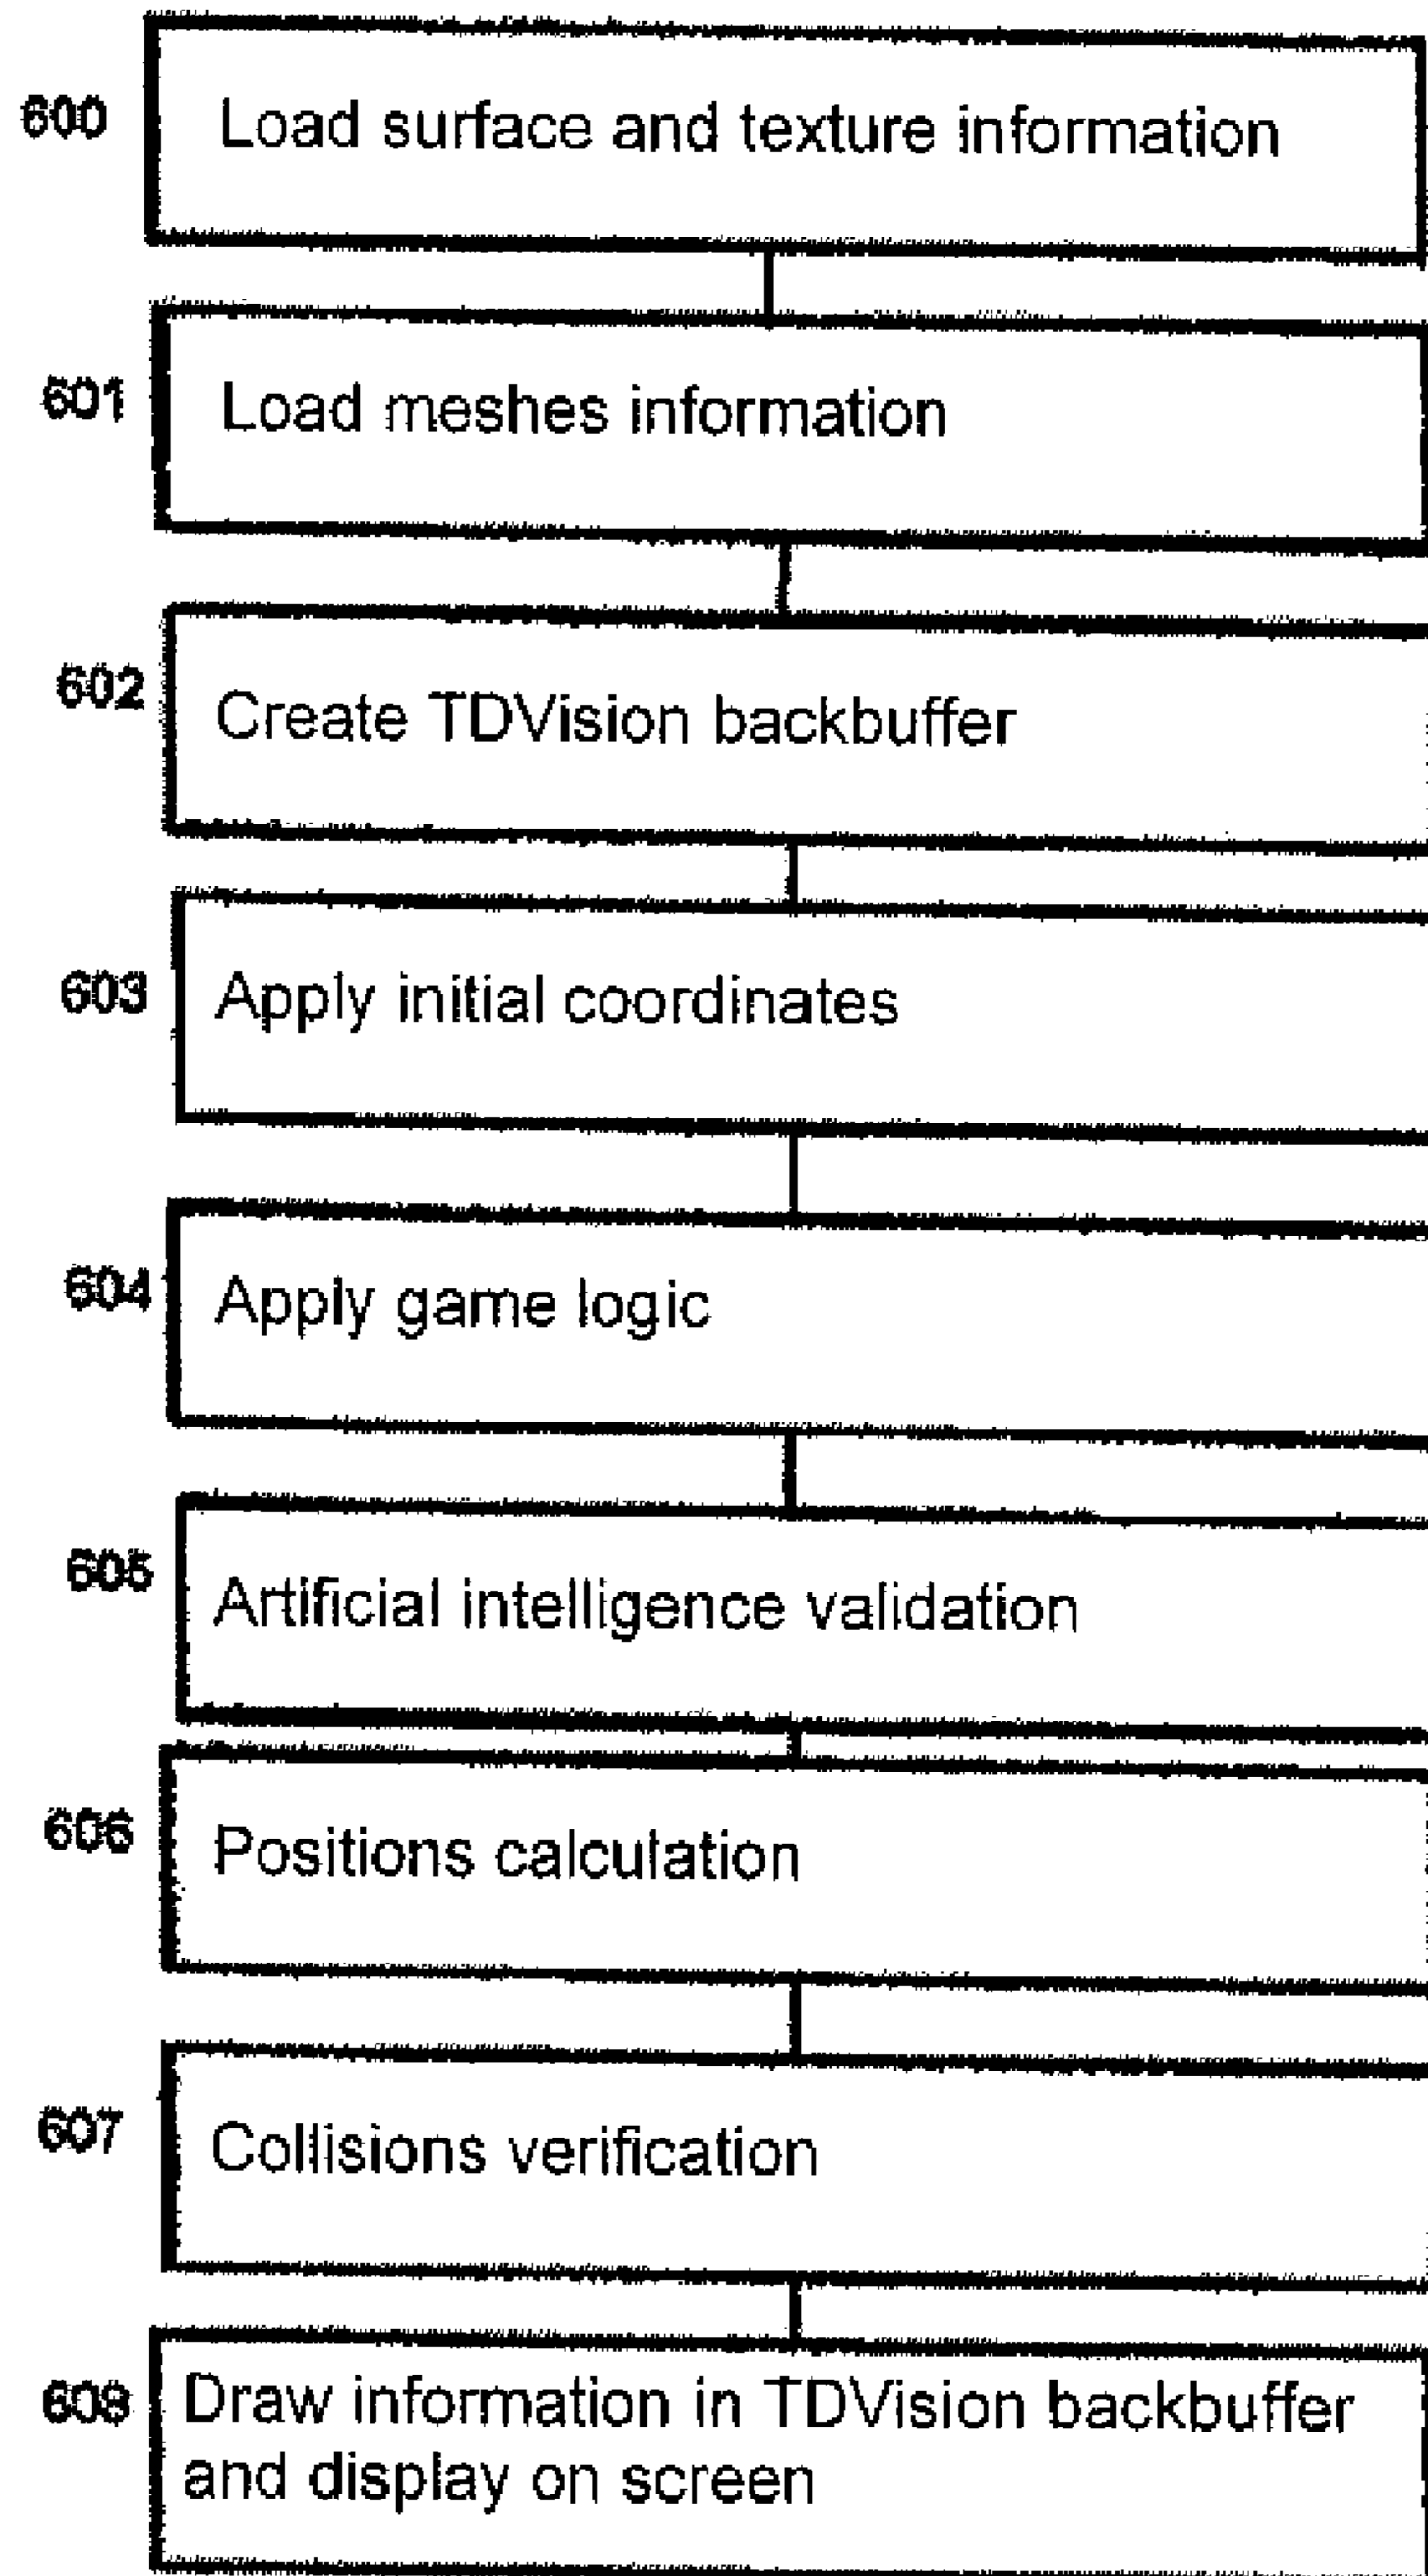 600
Load surface and texture information
601
Load meshes information
602
Create TDVision backbuffer
603
Apply initial coordinates
604
Apply game logic
605
Artificial intelligence validation
606
Positions calculation
607
Collisions verification
608
Draw information in TDVision backbuffer
and display on screen